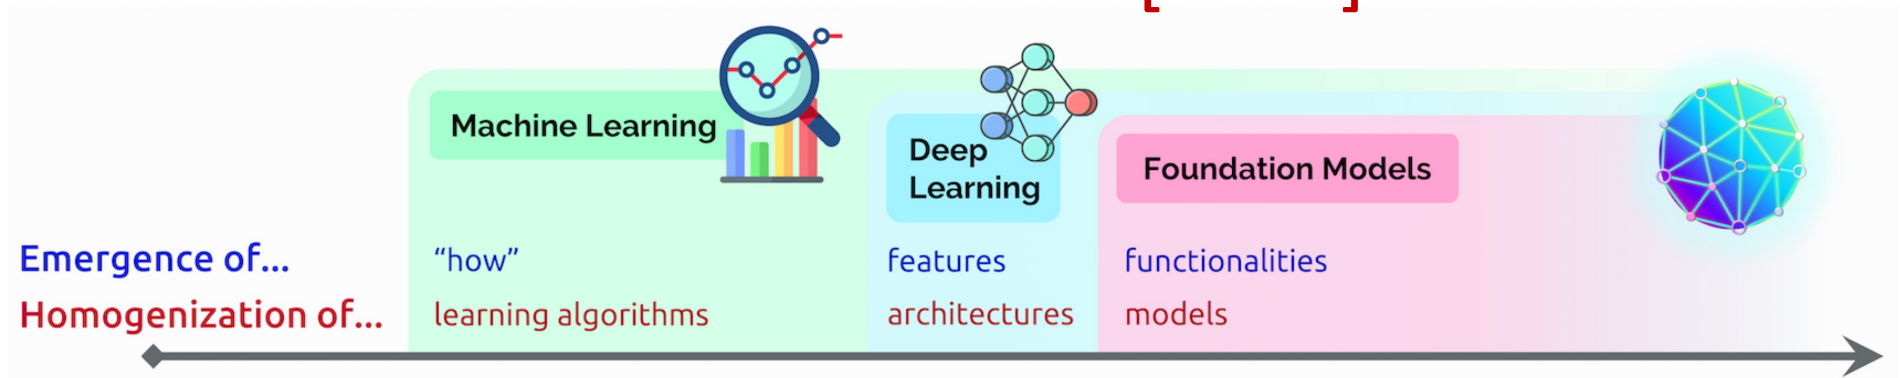 Machine Learning
Deep
Learning
Foundation Models
Emergence of...
“how”
features
functionalities
Homogenization of...
learning algorithms
architectures
models